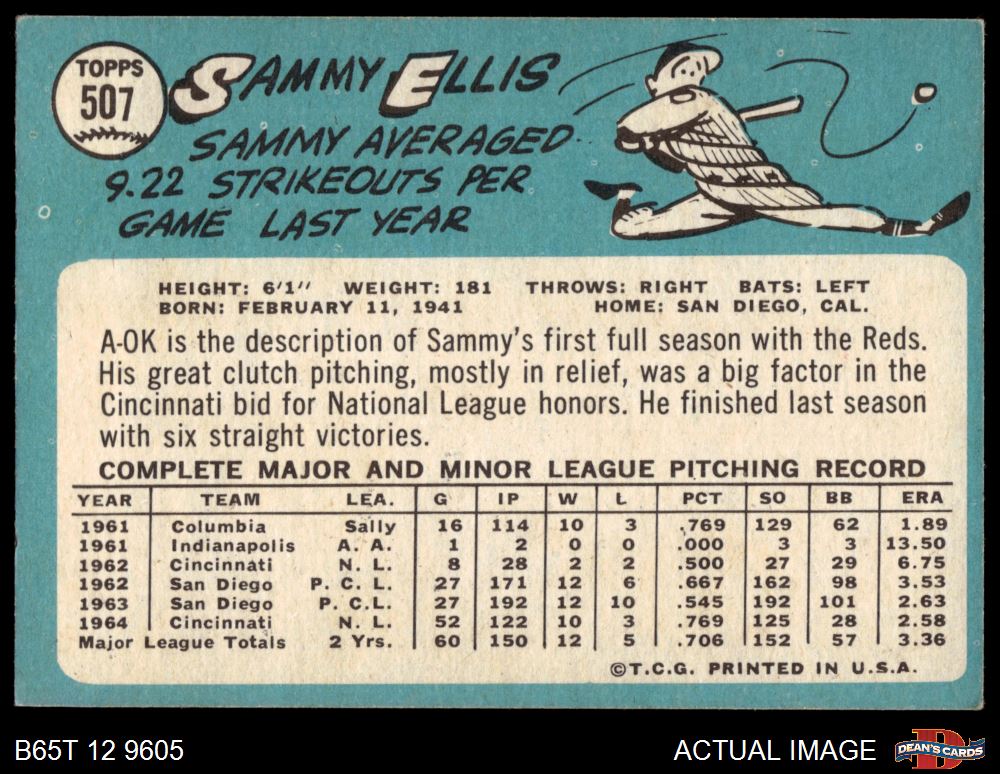 TOPPS
507
SAMMY ELLIS
SAMMY AVERAGED
9.22 STRIKEOUTS PER
GAME LAST YEAR
HEIGHT: 6'1" WEIGHT: 181 THROWS: RIGHT BATS: LEFT
BORN: FEBRUARY 11, 1941 HOME: SAN DIEGO, CAL.
A-OK is the description of Sammy's first full season with the Reds.
His great clutch pitching, mostly in relief, was a big factor in the
Cincinnati bid for National League honors. He finished last season
with six straight victories.
COMPLETE MAJOR AND MINOR LEAGUE PITCHING RECORD
YEAR TEAM LEA. G IP W L PCT SO BB ERA
1961 Columbia Sally 16 114 10 3 .769 129 62 1.89
1961 Indianapolis A. A. 1 2 0 0 .000 3 3 13.50
1962 Cincinnati N. L. 8 28 2 2 .500 27 29 6.75
1962 San Diego P. C. L. 27 171 12 6 .667 162 98 3.53
1963 San Diego P. C.L. 27 192 12 10 .545 192 101 2.63
1964 Cincinnati N. L. 52 122 10 3 .769 125 28 2.58
Major League Totals 2 Yrs. 60 150 12 5 .706 152 57 3.36
©T.C.G. PRINTED IN U.S.A.
B65T 12 9605 ACTUAL IMAGE DEAN'S CARDS